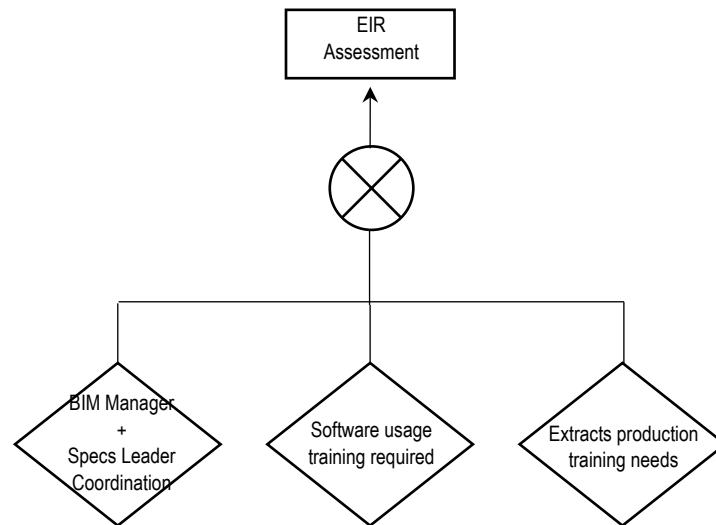 EIR
Assessment
BIM Manager
+
Specs Leader
Coordination
Software usage
training required
Extracts production
training needs